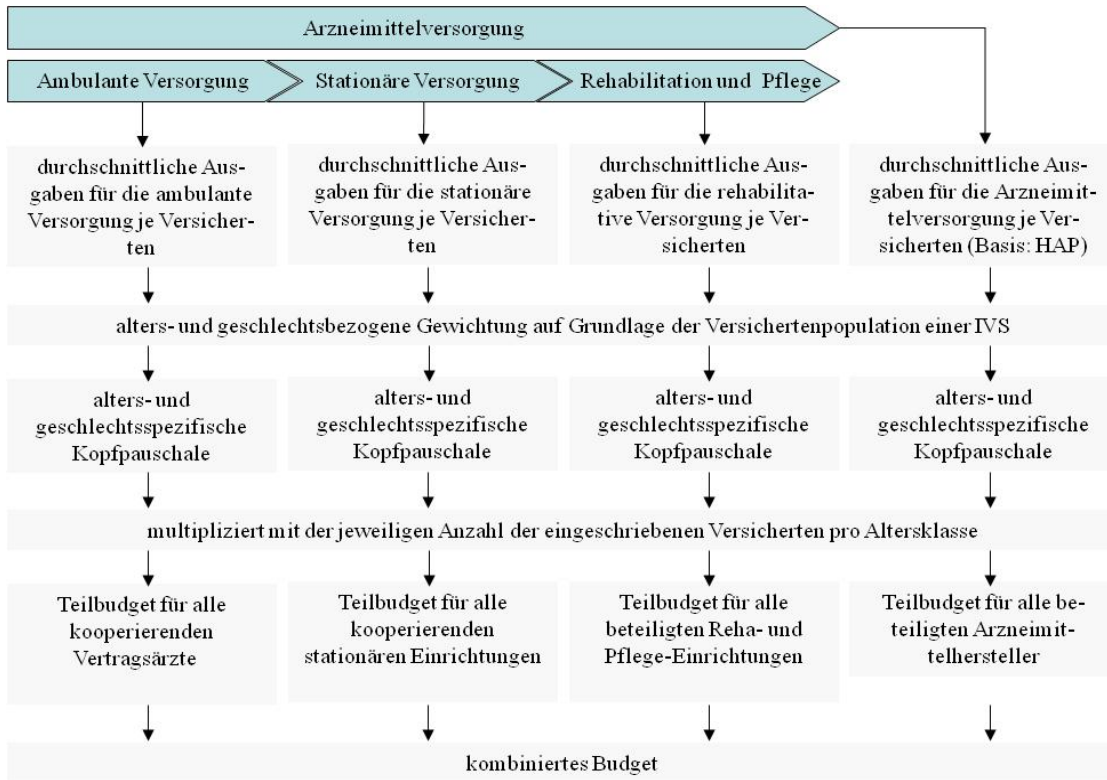 Arzneimittelversorgung
Ambulante Versorgung
Stationäre Versorgung
Rehabilitation und Pflege
durchschnittliche Aus-
gaben für die ambulante
Versorgung je Versicher-
ten
durchschnittliche Aus-
gaben für die stationäre
Versorgung je Versicher-
ten
durchschnittliche Aus-
gaben für die rehabilita-
tive Versorgung je Ver-
sicherten
durchschnittliche Aus-
gaben für die Arzneimit-
telversorgung je Ver-
sicherten (Basis: HAP)
alters- und geschlechtsbezogene Gewichtung auf Grundlage der Versichertenpopulation einer IVS
alters- und
geschlechtsspezifische
Kopfpauschale
alters- und
geschlechtsspezifische
Kopfpauschale
alters- und
geschlechtsspezifische
Kopfpauschale
alters- und
geschlechtsspezifische
Kopfpauschale
multipliziert mit der jeweiligen Anzahl der eingeschriebenen Versicherten pro Altersklasse
Teilbudget für alle
kooperierenden
Vertragsärzte
Teilbudget für alle
kooperierenden
stationären Einrichtungen
Teilbudget für alle
beteiligten Reha- und
Pflege-Einrichtungen
Teilbudget für alle be-
teiligten Arzneimit-
telhersteller
kombiniertes Budget